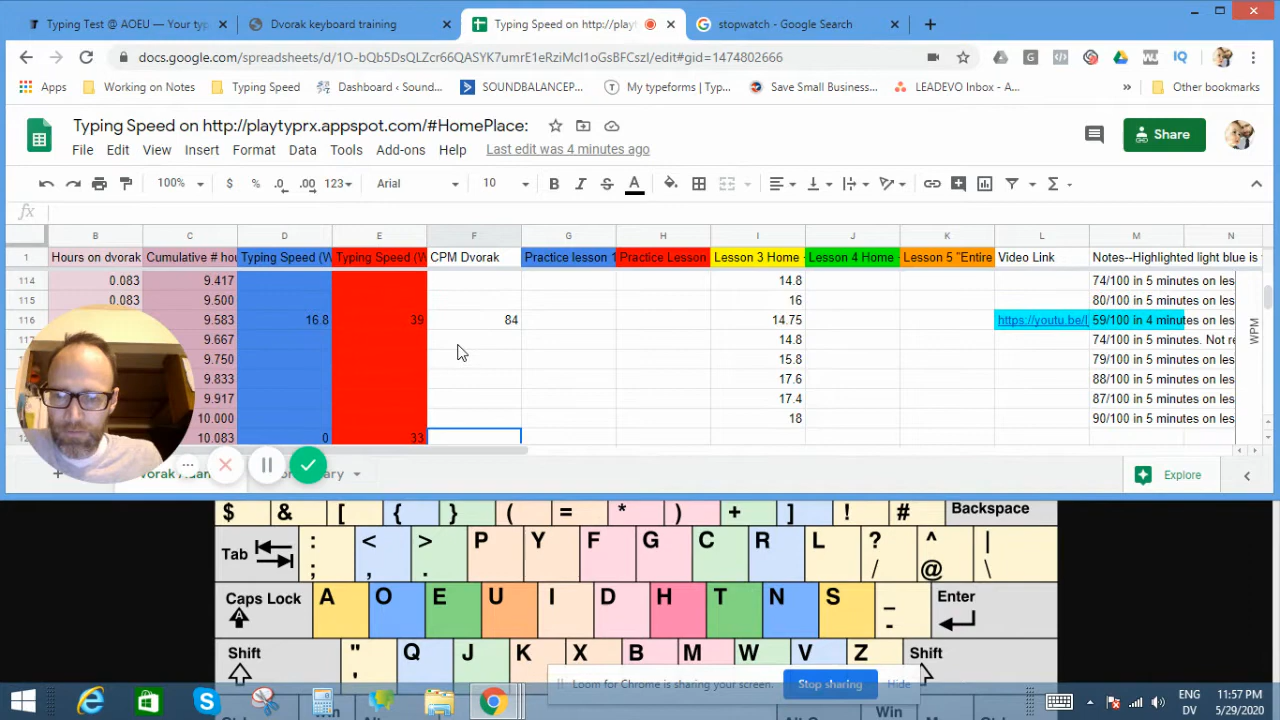 Typing Test @ AOEU — Your ty
Dvorak keyboard training
Typing Speed on http://play
stopwatch - Google Search
docs.google.com/spreadsheets/d/
/edit#gid=1474802666
Apps
Working on Notes
Typing Speed
Dashboard ‹ Sound...
SOUNDBALANCEP...
My typeforms | Typ...
Save Small Business...
LEADEVO Inbox - A...
Other bookmarks
Typing Speed on http://playtyprx.appspot.com/#HomePlace:
Share
File Edit View Insert Format Data Tools Add-ons Help Last edit was 4 minutes ago
100% $ % .0 .00 123 Arial 10 B I S A
fx
B C D E F G H I J K L M N
1 Hours on dvorak Cumulative # hou Typing Speed (W Typing Speed (W CPM Dvorak Practice lesson 1 Practice Lesson Lesson 3 Home Lesson 4 Home Lesson 5 "Entire Video Link Notes--Highlighted light blue is
114 0.083 9.417 14.8 74/100 in 5 minutes on les
115 0.083 9.500 16 80/100 in 5 minutes on les
116 9.583 16.8 39 84 14.75 https://youtu.be/ 59/100 in 4 minutes on les
9.667 14.8 74/100 in 5 minutes. Not re
9.750 15.8 79/100 in 5 minutes on les
9.833 17.6 88/100 in 5 minutes on les
9.917 17.4 87/100 in 5 minutes on les
10.000 18 90/100 in 5 minutes on les
10.083 0 33
WPM
Explore
$ & [ { } ( = * ) + ] ! # Backspace
Tab : ; < , > . P Y F G C R L ? / ^ @ | \
Caps Lock A O E U I D H T N S _ - Enter
Shift " ' Q J K X B M W V Z Shift
Loom for Chrome is sharing your screen.
Stop sharing
Hide
Win
Alt
Win
ENG
DV
11:57 PM
5/29/2020